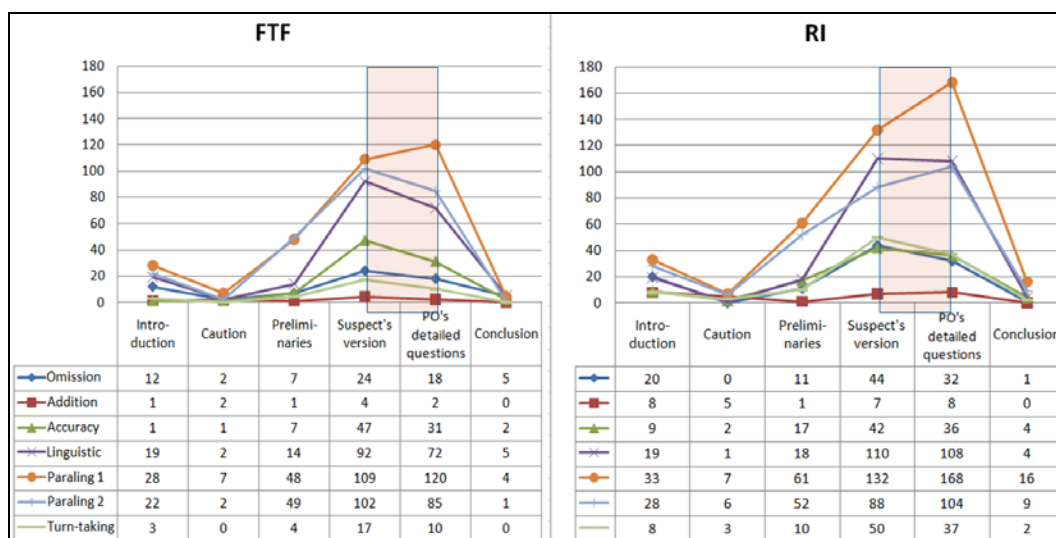 FTF
180
160
140
120
100
80
60
40
20
0
Intro-
duction
Caution
Prelimi-
naries
Suspect's
version
PO's
detailed
questions
Conclusion
Omission 12 2 7 24 18 5
Addition 1 2 1 4 2 0
Accuracy 1 1 7 47 31 2
Linguistic 19 2 14 92 72 5
Paraling 1 28 7 48 109 120 4
Paraling 2 22 2 49 102 85 1
Turn-taking 3 0 4 17 10 0
RI
180
160
140
120
100
80
60
40
20
0
Intro-
duction
Caution
Prelimi-
naries
Suspect's
version
PO's
detailed
questions
Conclusion
20 0 11 44 32 1
8 5 1 7 8 0
9 2 17 42 36 4
19 1 18 110 108 4
33 7 61 132 168 16
28 6 52 88 104 9
8 3 10 50 37 2